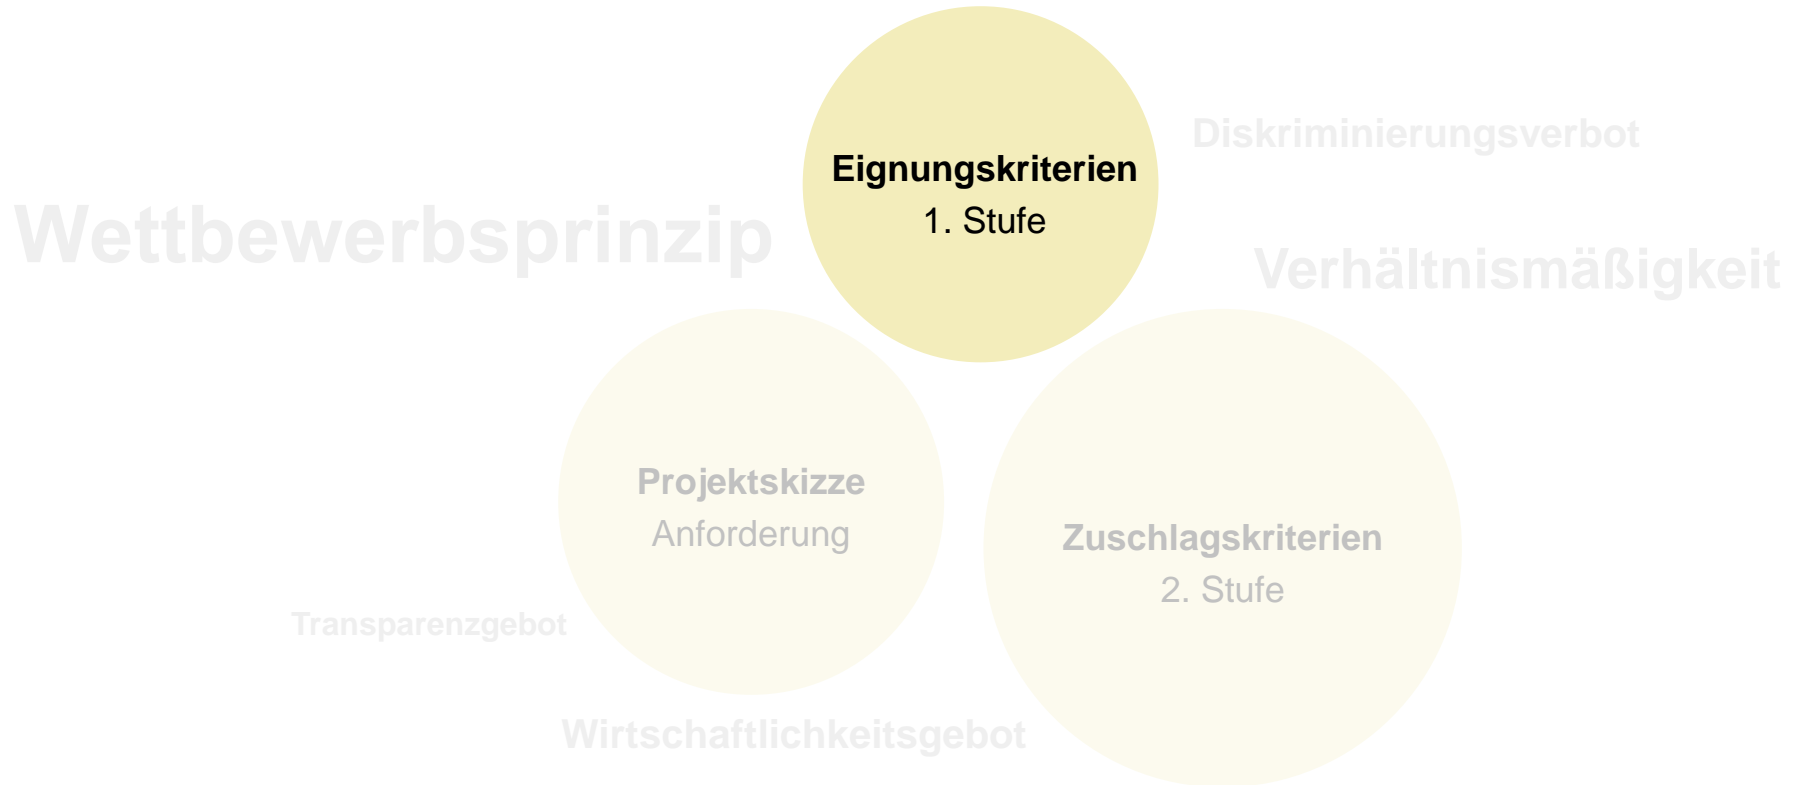 Diskriminierungsverbot
Eignungskriterien
1. Stufe
Wettbewerbsprinzip
Verhältnismäßigkeit
Projektskizze
Anforderung
Zuschlagskriterien
2. Stufe
Transparenzgebot
Wirtschaftlichkeitsgebot